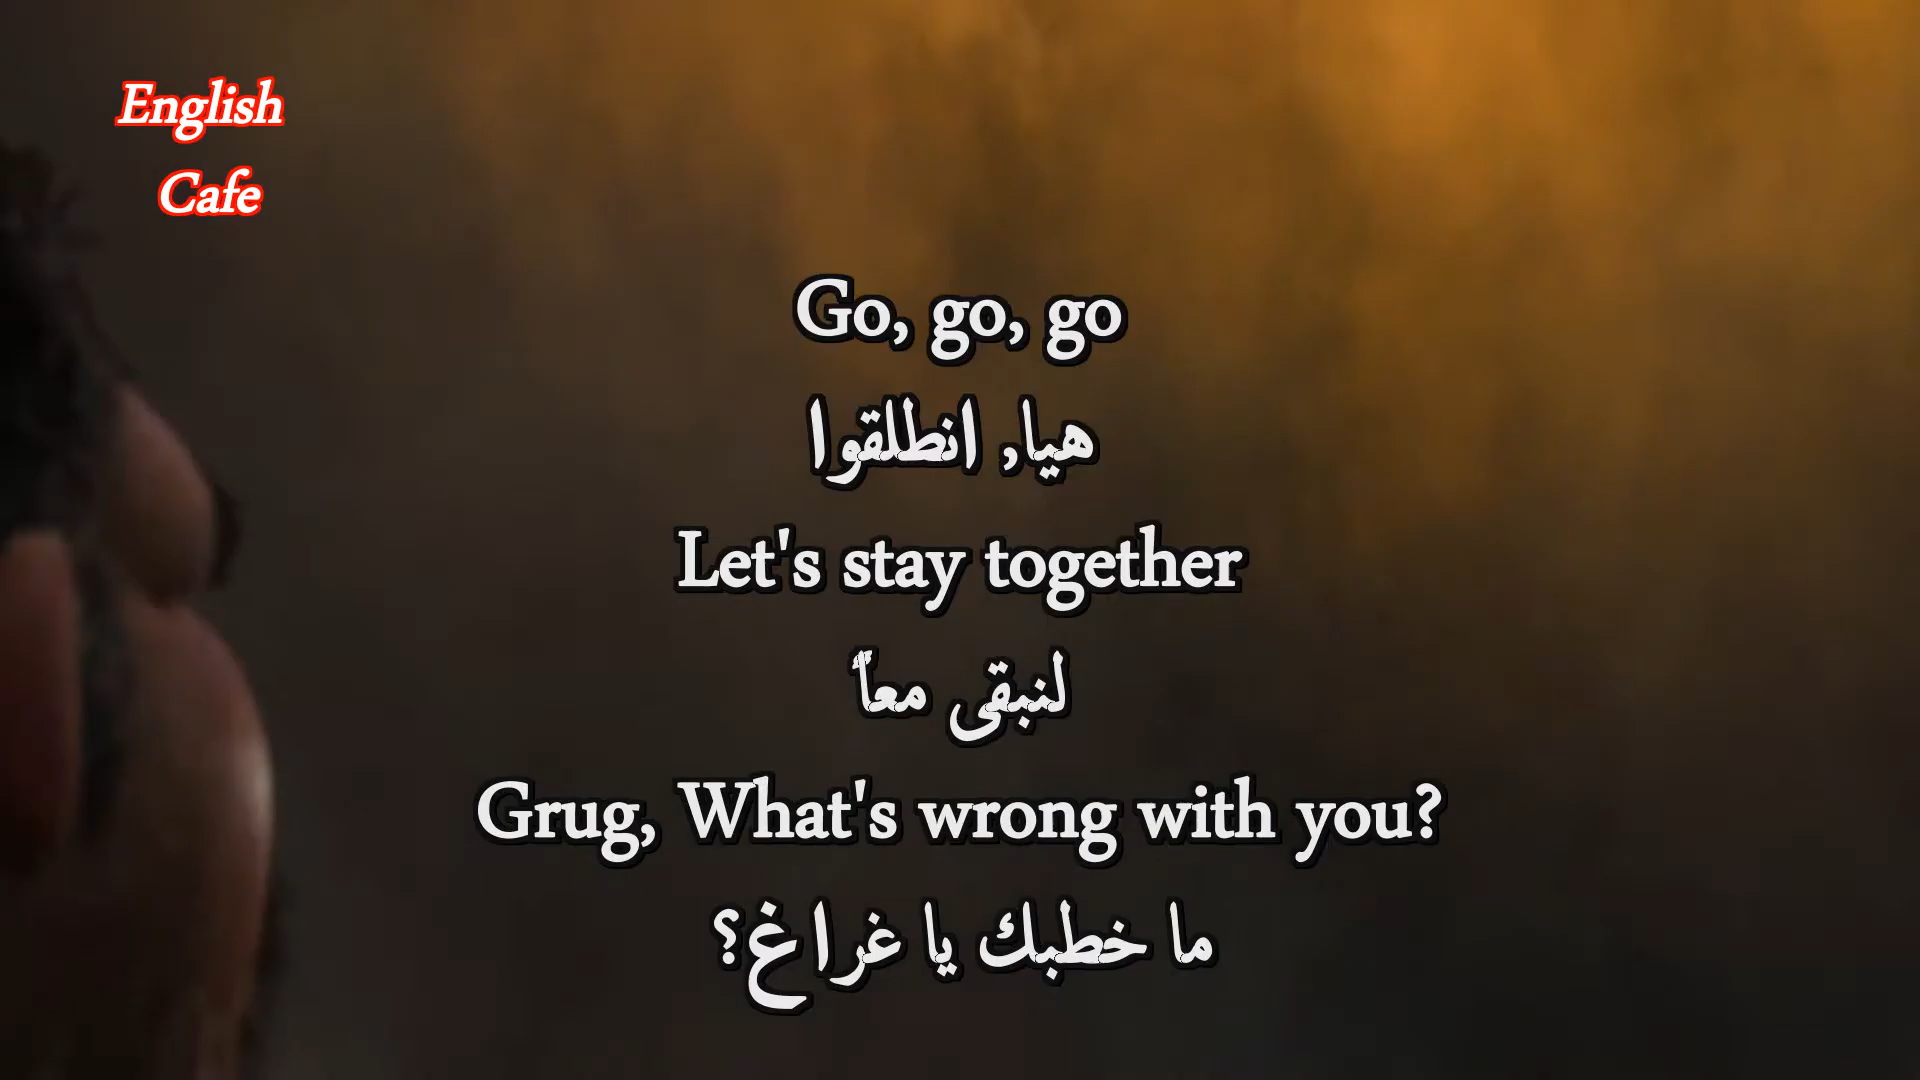 English
Cafe
Go, go, go
هيا, انطلقوا
Let's stay together
لنبقى معاً
Grug, What's wrong with you?
ما خطبك يا غراغ؟